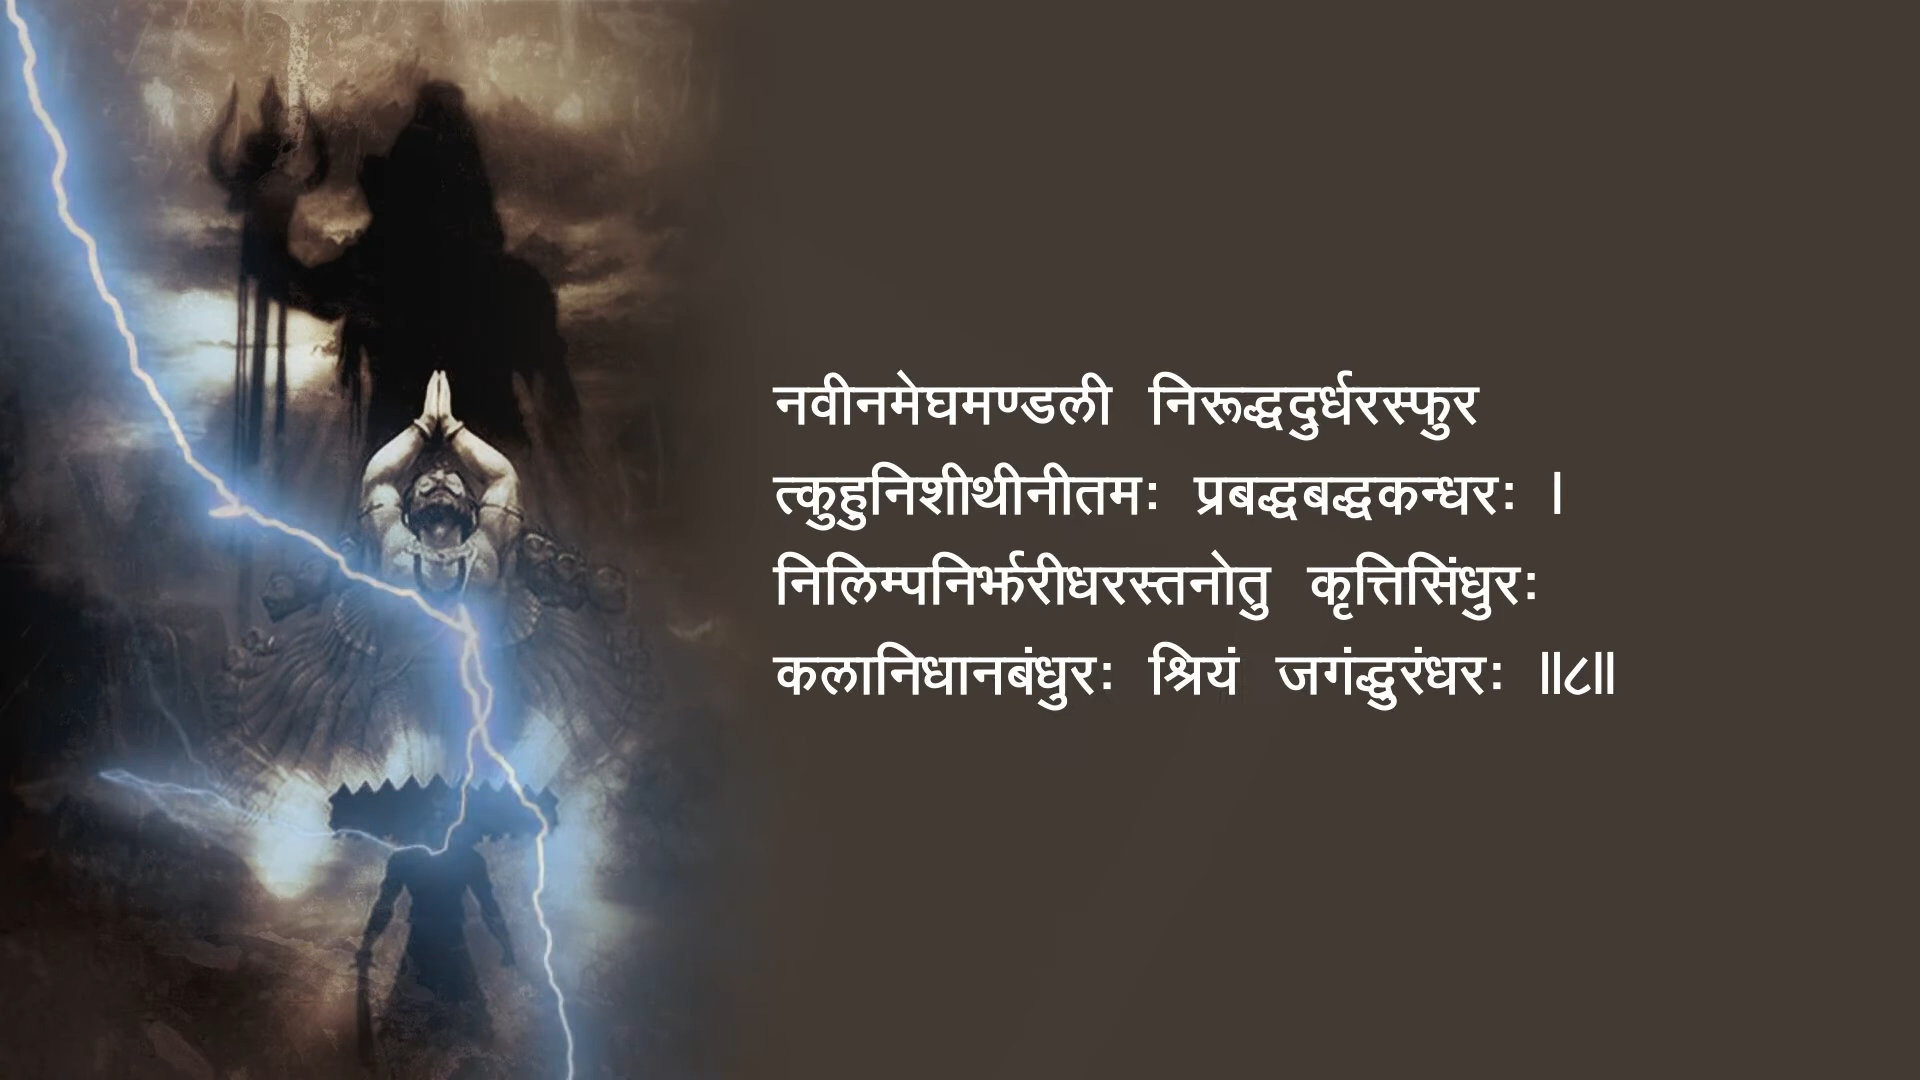 नवीनमेघमण्डली निरूद्धदुर्धरस्फुर
त्कुहुनिशीथीनीतमः प्रबद्धबद्धकन्धरः ।
निलिम्पनिर्झरीधरस्तनोतु कृत्तिसिंधुरः
कलानिधानबंधुरः श्रियं जगंद्धुरंधरः ॥८॥